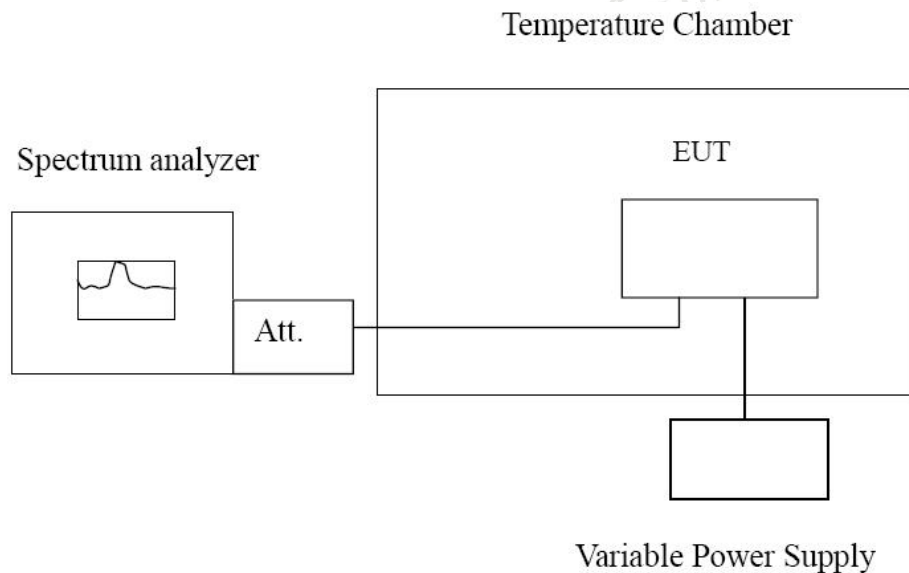 Temperature Chamber
Spectrum analyzer
EUT
Att.
Variable Power Supply